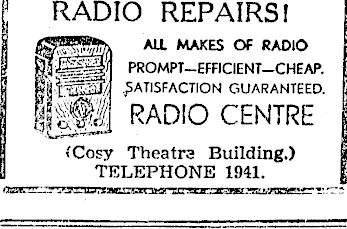 RADIO REPAIRS!
ALL MAKES OF RADIO
PROMPT—EFFICIENT—CHEAP.
SATISFACTION GUARANTEED.
RADIO CENTRE
(Cosy Theatre Building.)
TELEPHONE 1941.